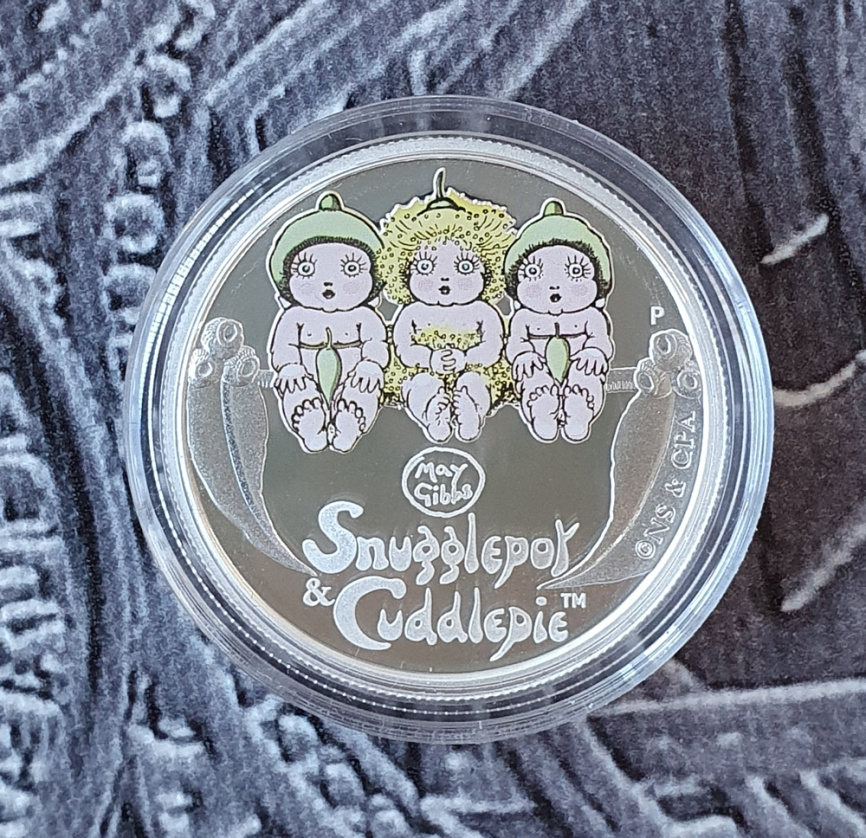 P
May
Gibbs
©NS & CPA
Snugglepot
& Cuddlepie™